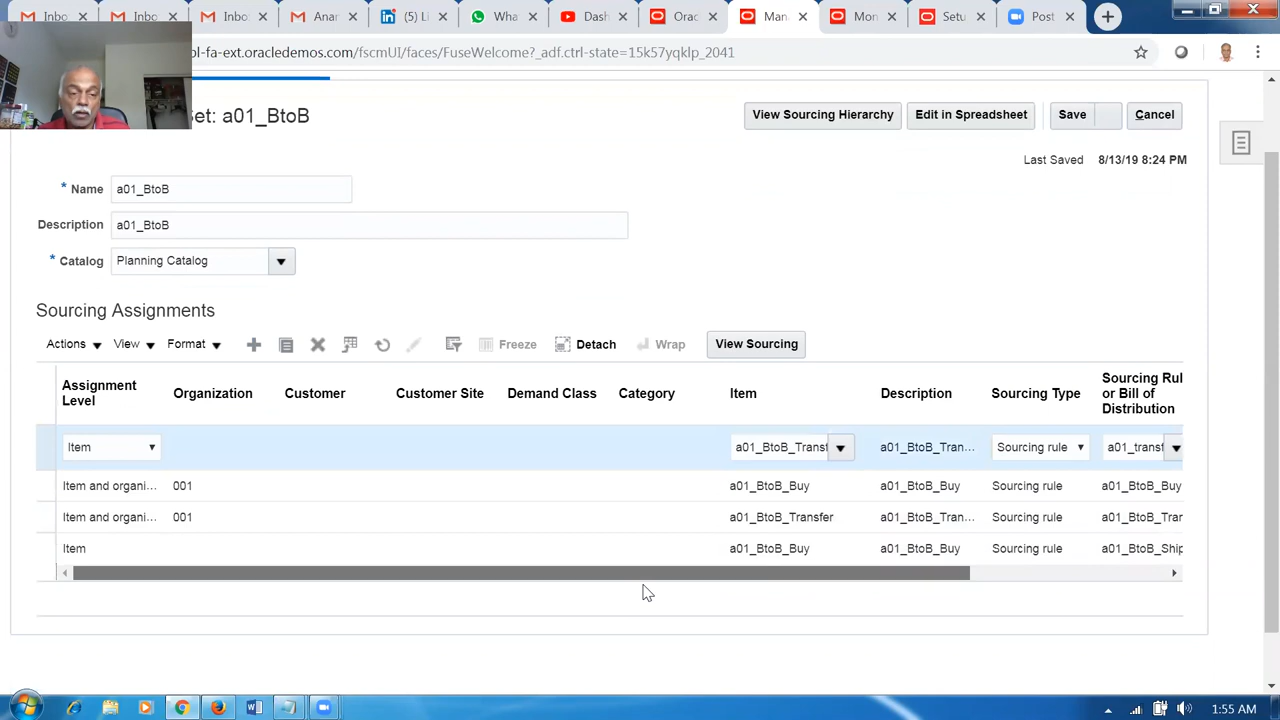 Inbo
Inbo
Inbo
Anar
(5) Li
Wha
Dash
Orac
Man
Mon
Setu
Post
ol-fa-ext.oracledemos.com/fscmUI/faces/FuseWelcome?_adf.ctrl-state=15k57yqklp_2041
Set: a01_BtoB
View Sourcing Hierarchy
Edit in Spreadsheet
Save
Cancel
Last Saved 8/13/19 8:24 PM
* Name a01_BtoB
Description a01_BtoB
* Catalog Planning Catalog
Sourcing Assignments
Actions View Format Freeze Detach Wrap View Sourcing
Assignment Level
Organization
Customer
Customer Site
Demand Class
Category
Item
Description
Sourcing Type
Sourcing Rul
or Bill of
Distribution
Item a01_BtoB_Transf a01_BtoB_Tran... Sourcing rule a01_transf
Item and organi... 001 a01_BtoB_Buy a01_BtoB_Buy Sourcing rule a01_BtoB_Buy
Item and organi... 001 a01_BtoB_Transfer a01_BtoB_Tran... Sourcing rule a01_BtoB_Trar
Item a01_BtoB_Buy a01_BtoB_Buy Sourcing rule a01_BtoB_Ship
1:55 AM